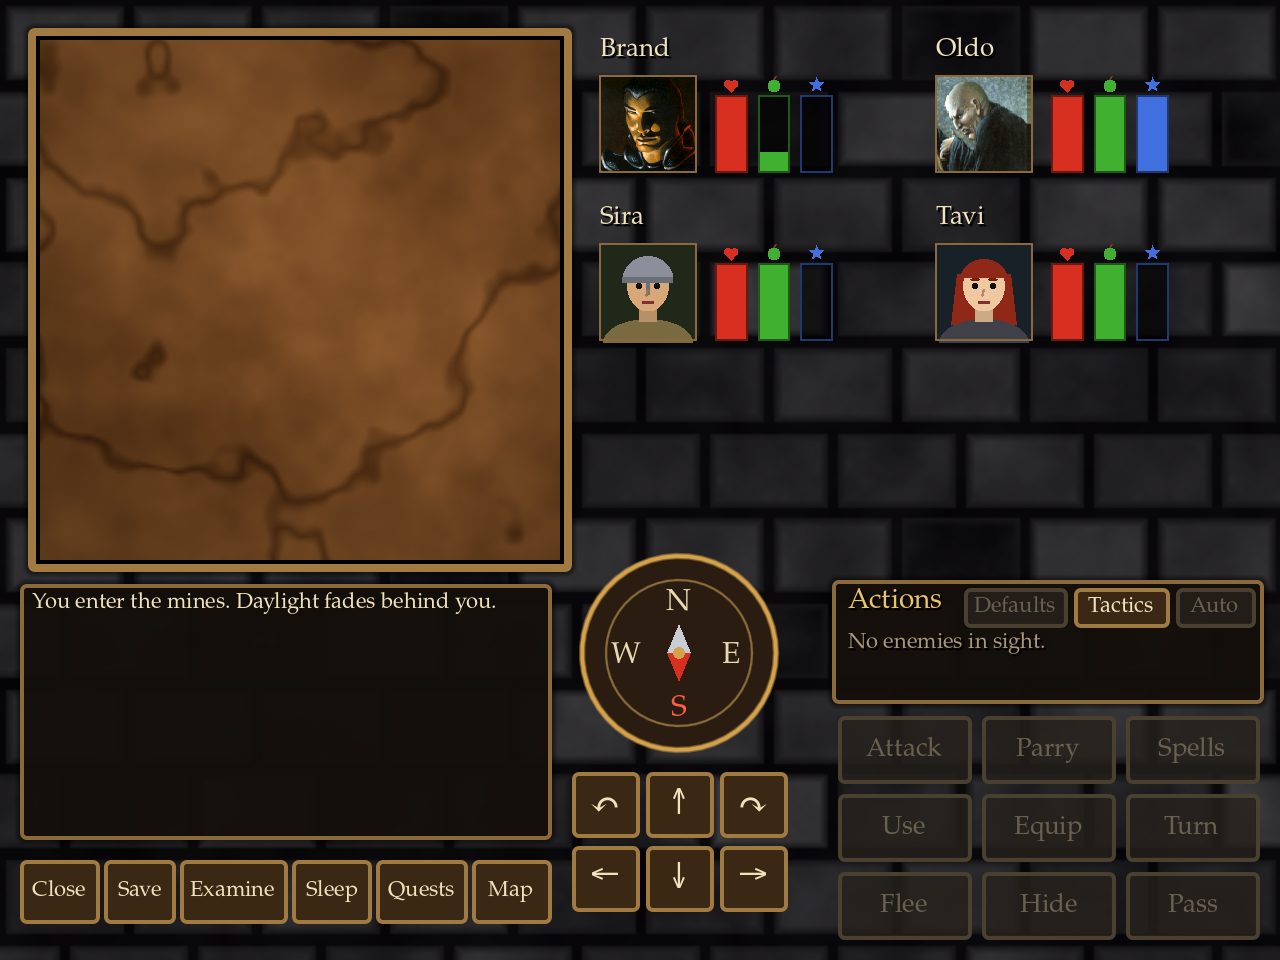 Brand
Oldo
Sira
Tavi
You enter the mines. Daylight fades behind you.
N
W
E
S
Actions
Defaults
Tactics
Auto
No enemies in sight.
Attack
Parry
Spells
Use
Equip
Turn
Flee
Hide
Pass
Close
Save
Examine
Sleep
Quests
Map